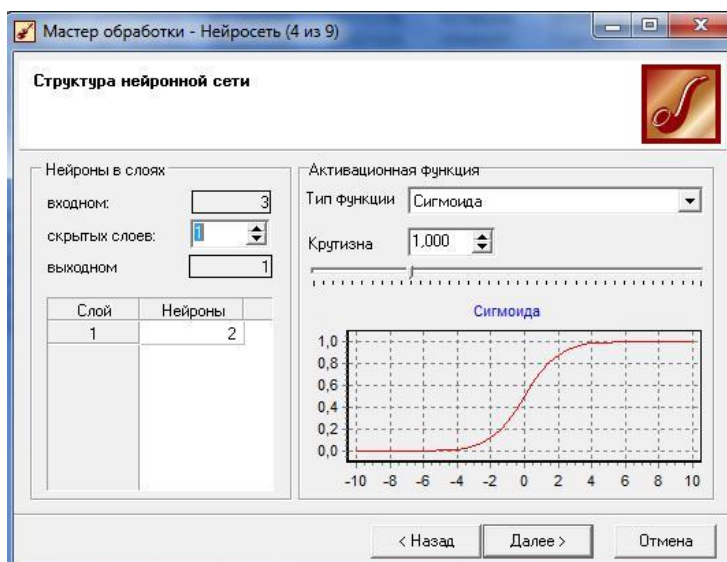 Мастер обработки - Нейросеть (4 из 9)
Структура нейронной сети
Нейроны в слоях
входном: 3
скрытых слоев: 1
выходном 1
Слой Нейроны
1 2
Активационная функция
Тип функции Сигмоида
Крутизна 1,000
Сигмоида
1,0
0,8
0,6
0,4
0,2
0,0
-10 -8 -6 -4 -2 0 2 4 6 8 10
< Назад Далее > Отмена